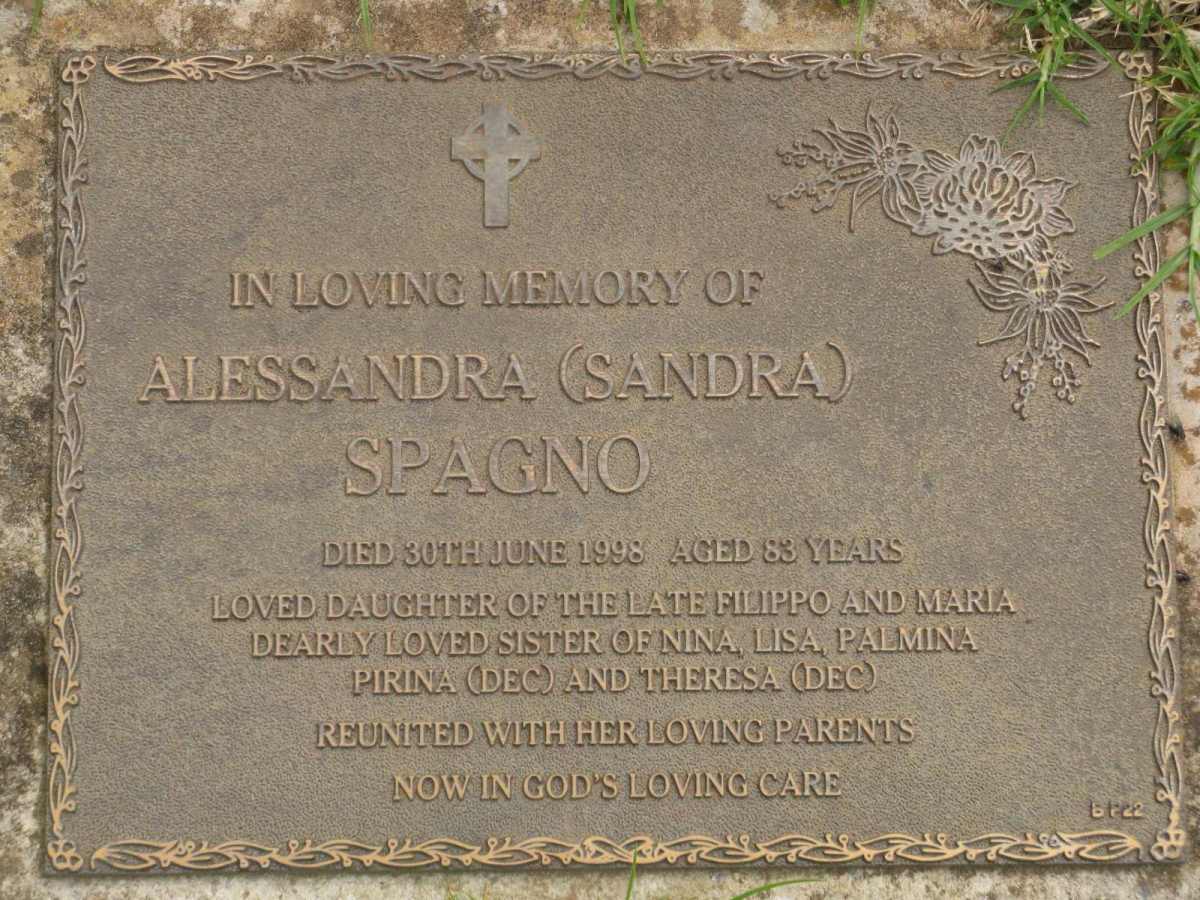 IN LOVING MEMORY OF
ALESSANDRA (SANDRA)
SPAGNO
DIED 30TH JUNE 1998 AGED 83 YEARS
LOVED DAUGHTER OF THE LATE FILIPPO AND MARIA
DEARLY LOVED SISTER OF NINA, LISA, PALMINA
PIRINA (DEC) AND THERESA (DEC)
REUNITED WITH HER LOVING PARENTS
NOW IN GOD'S LOVING CARE